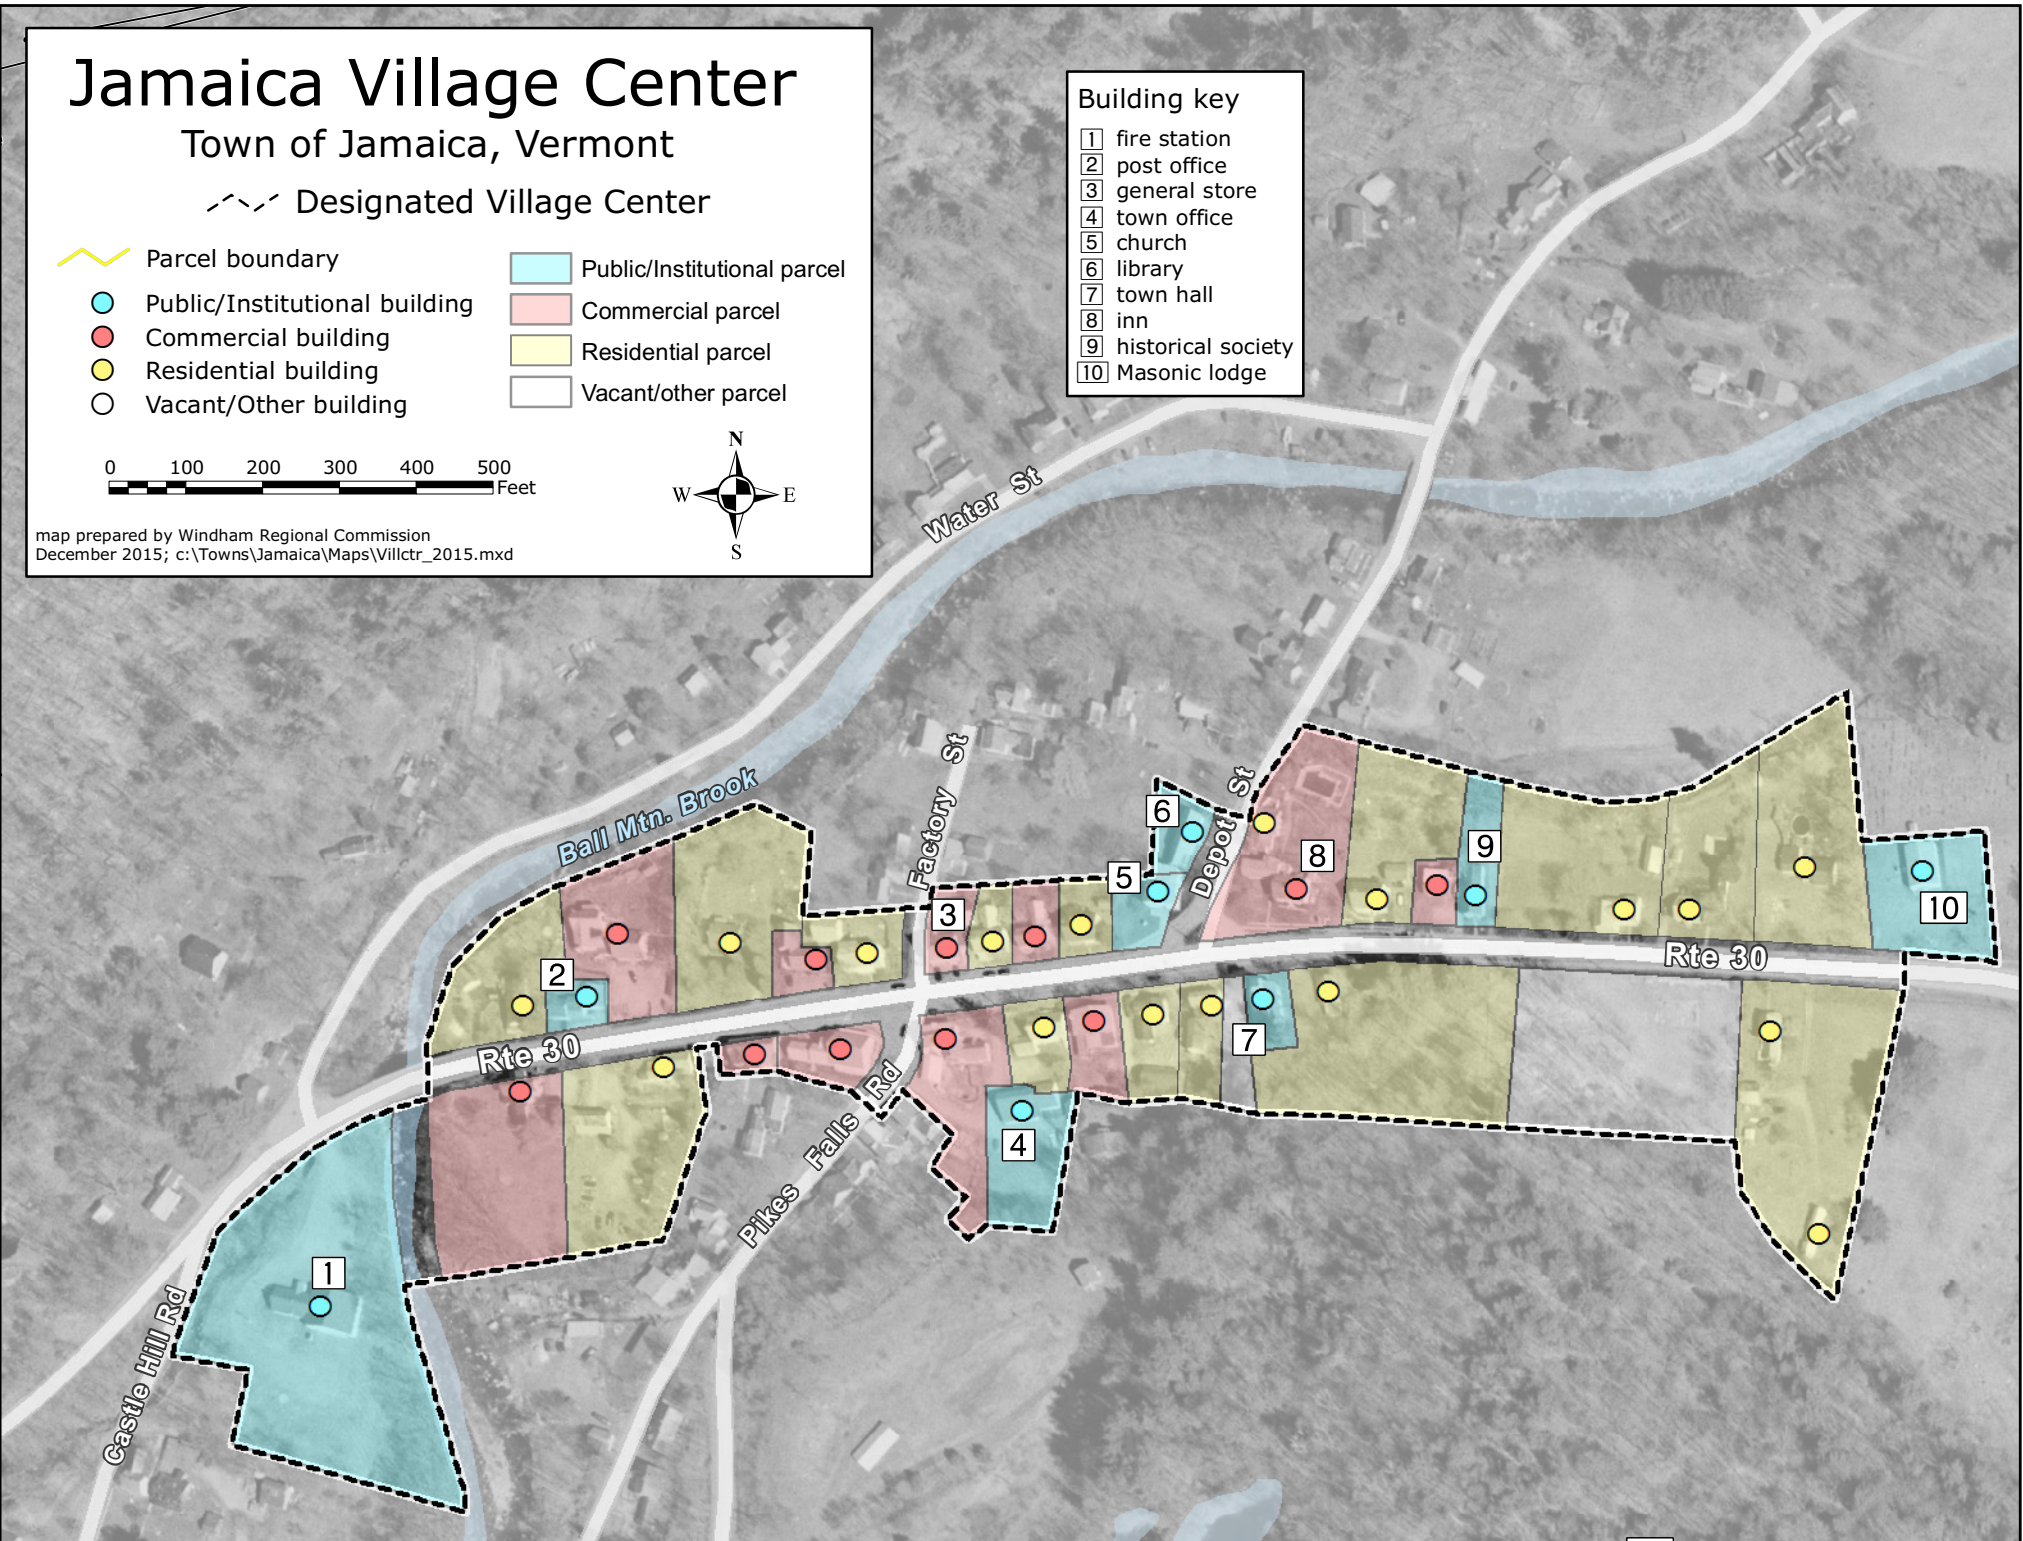 Jamaica Village Center
Town of Jamaica, Vermont
Designated Village Center
Parcel boundary
Public/Institutional building
Commercial building
Residential building
Vacant/Other building
Public/Institutional parcel
Commercial parcel
Residential parcel
Vacant/other parcel
0 100 200 300 400 500
Feet
N
W E
S
map prepared by Windham Regional Commission
December 2015; c:\Towns\Jamaica\Maps\Villctr_2015.mxd
Building key
1 fire station
2 post office
3 general store
4 town office
5 church
6 library
7 town hall
8 inn
9 historical society
10 Masonic lodge
Water St
Ball Mtn. Brook
Factory St
Depot St
6
5
8
9
3
10
2
Rte 30
Rte 30
7
4
Pikes Falls Rd
1
Castle Hill Rd